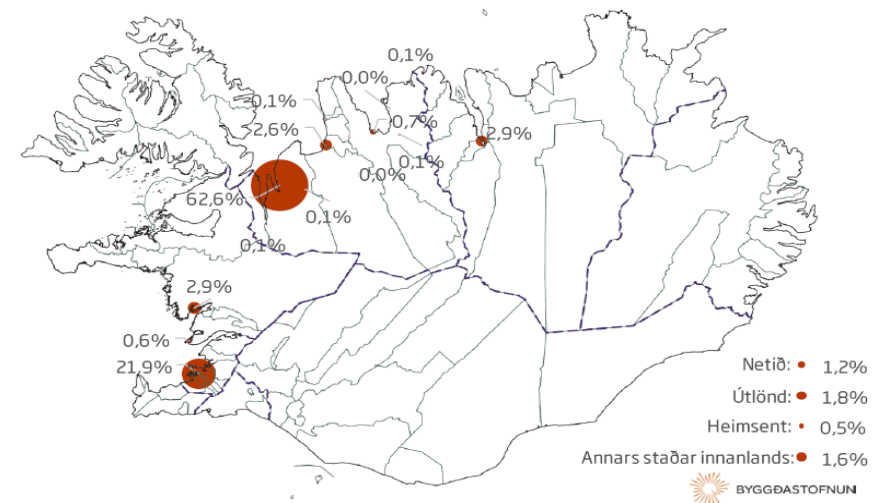 0,1%
0,0%
0,1%
0,7%
2,6%
2,9%
0,1%
0,0%
62,6%
0,1%
0,1%
2,9%
0,6%
21,9%
Netið: 1,2%
Útlönd: 1,8%
Heimsent: 0,5%
Annars staðar innanlands: 1,6%
BYGGÐASTOFNUN